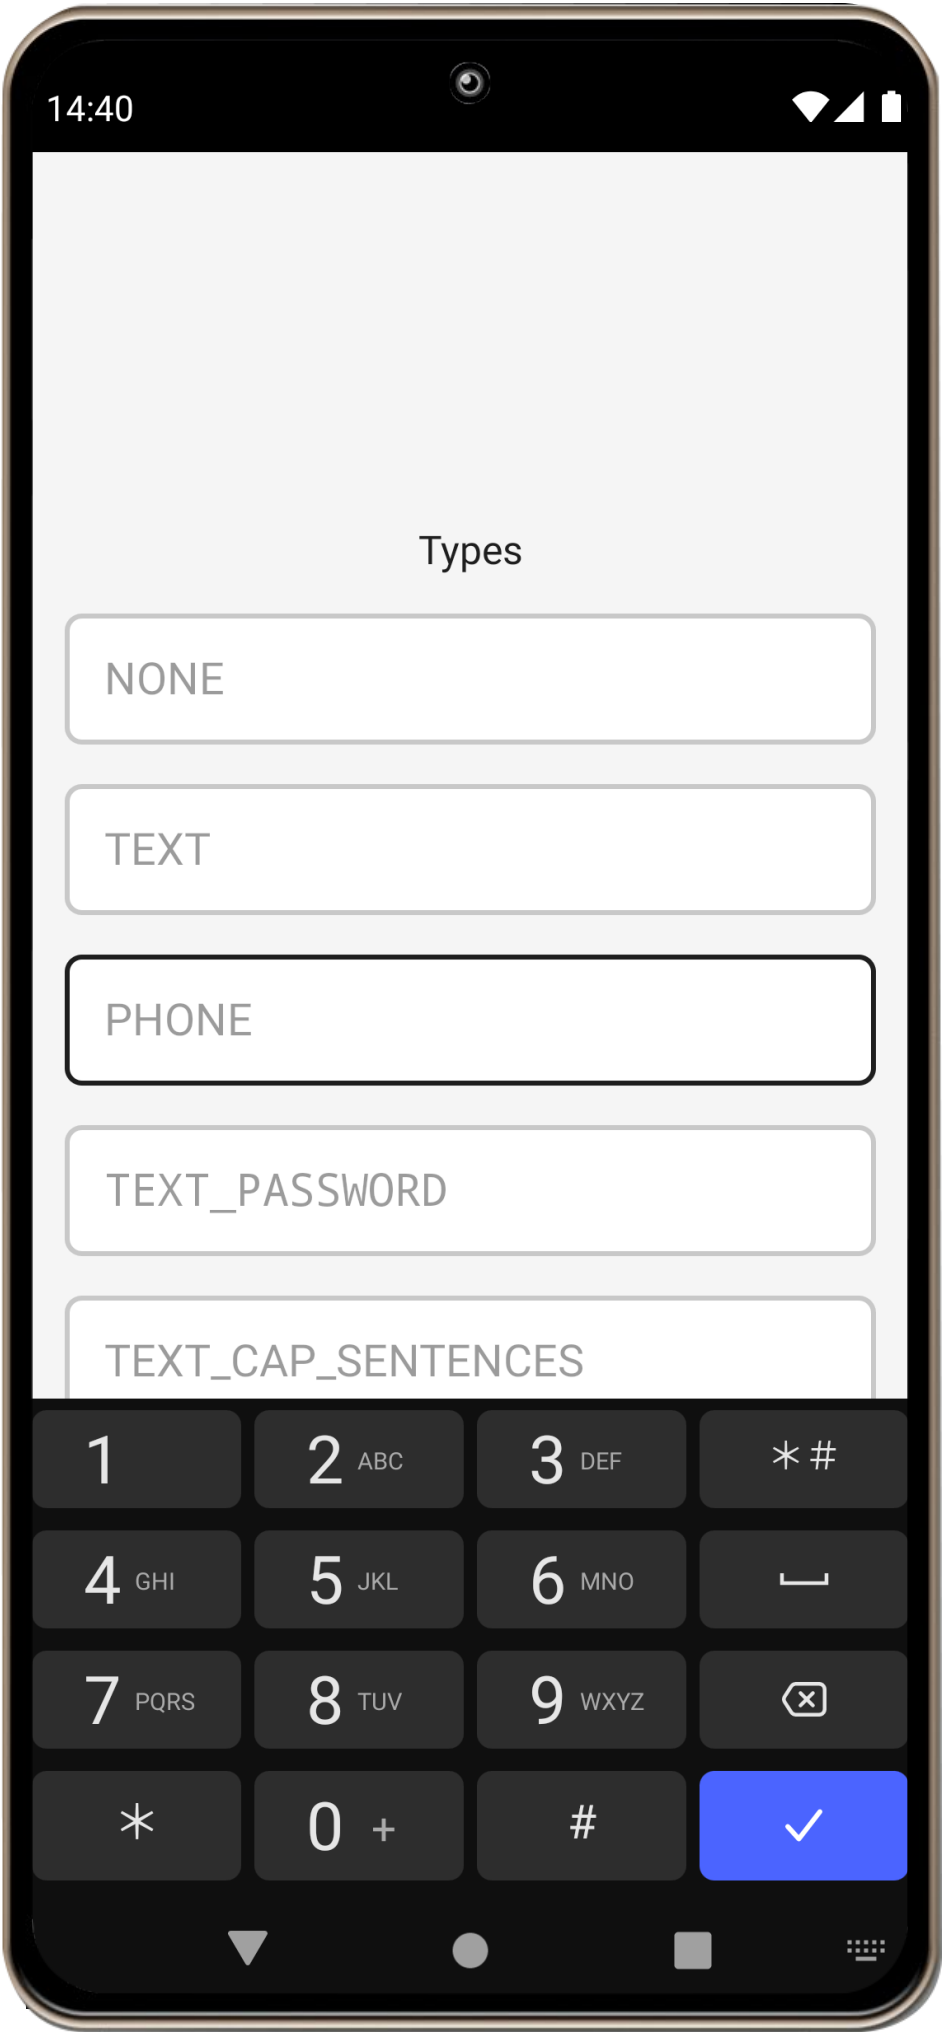 14:40
Types
NONE
TEXT
PHONE
TEXT_PASSWORD
TEXT_CAP_SENTENCES
1 2 ABC 3 DEF *#
4 GHI 5 JKL 6 MNO
7 PQRS 8 TUV 9 WXYZ
* 0 + #